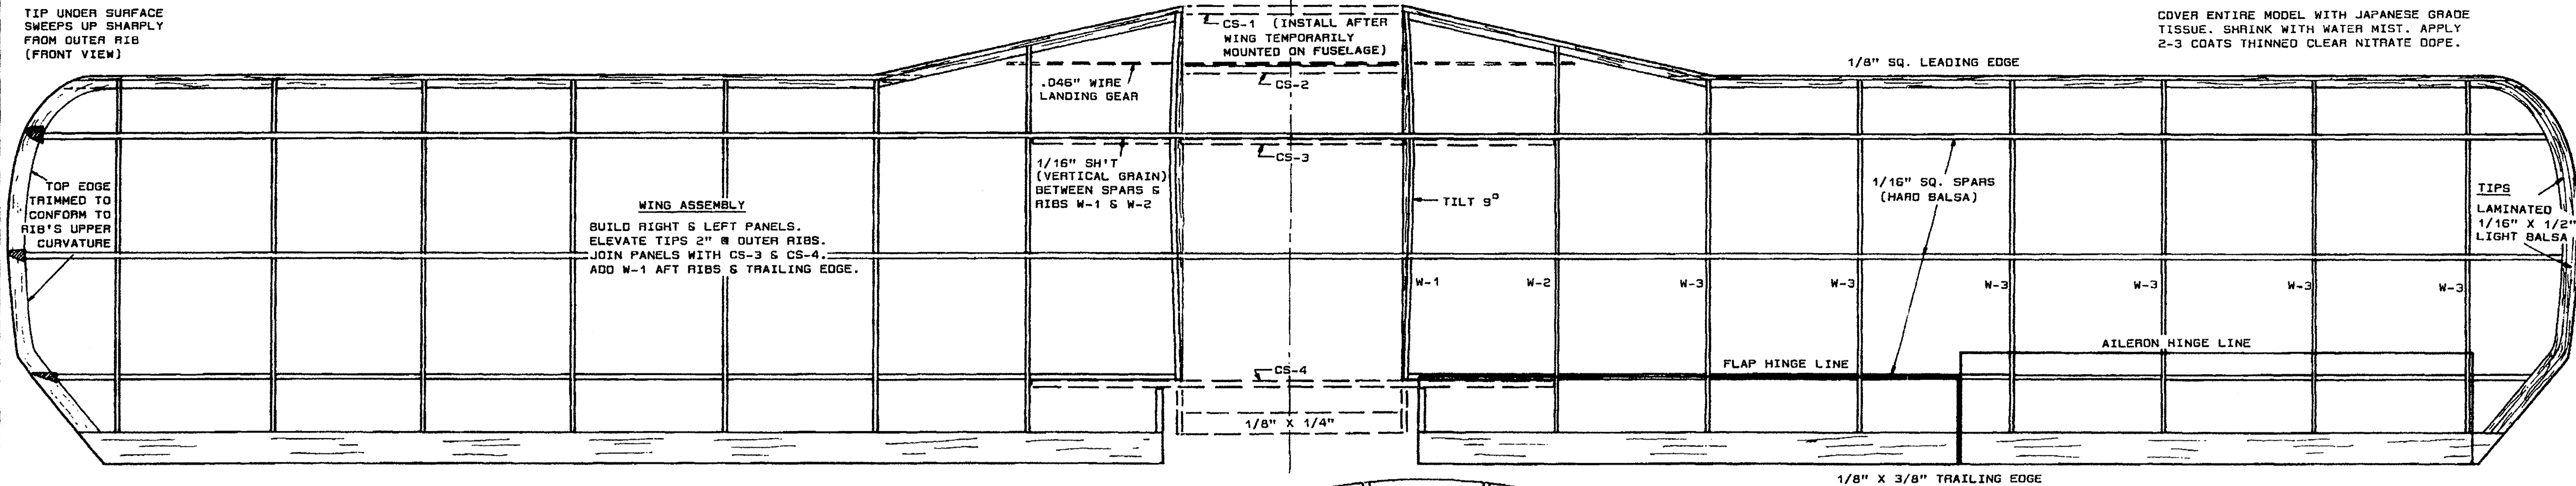 TIP UNDER SURFACE
SWEEPS UP SHARPLY
FROM OUTER RIB
(FRONT VIEW)
CS-1 (INSTALL AFTER
WING TEMPORARILY
MOUNTED ON FUSELAGE)
COVER ENTIRE MODEL WITH JAPANESE GRADE
TISSUE. SHRINK WITH WATER MIST. APPLY
2-3 COATS THINNED CLEAR NITRATE DOPE.
1/8" SQ. LEADING EDGE
.046" WIRE
LANDING GEAR
CS-2
CS-3
1/16" SH'T
(VERTICAL GRAIN)
BETWEEN SPARS &
RIBS W-1 & W-2
TOP EDGE
TRIMMED TO
CONFORM TO
RIB'S UPPER
CURVATURE
WING ASSEMBLY
BUILD RIGHT & LEFT PANELS.
ELEVATE TIPS 2" @ OUTER RIBS.
JOIN PANELS WITH CS-3 & CS-4.
ADD W-1 AFT RIBS & TRAILING EDGE.
TILT 9°
1/16" SQ. SPARS
(HARD BALSA)
TIPS
LAMINATED
1/16" X 1/2"
LIGHT BALSA
W-1
W-2
W-3
W-3
W-3
W-3
W-3
W-3
AILERON HINGE LINE
FLAP HINGE LINE
CS-4
1/8" X 1/4"
1/8" X 3/8" TRAILING EDGE